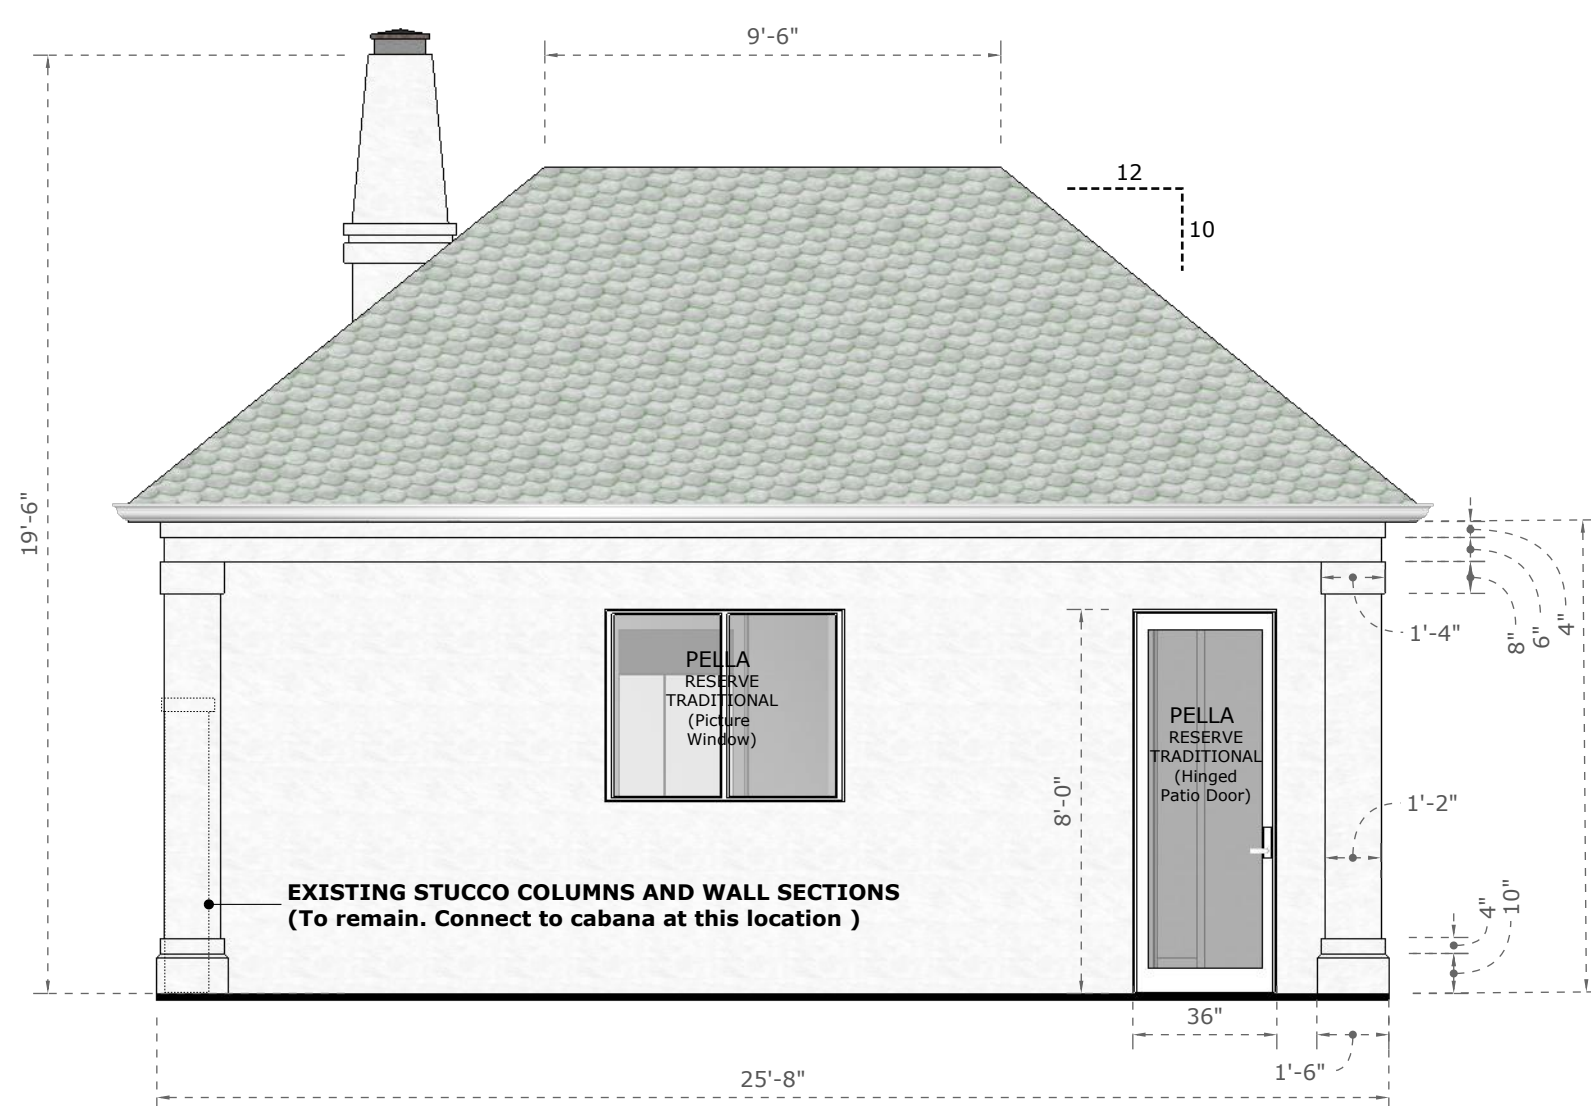 9'-6"
12
10
19'-6"
8"
6"
4"
1'-4"
PELLA
RESERVE
TRADITIONAL
(Picture
Window)
PELLA
RESERVE
TRADITIONAL
(Hinged
Patio Door)
8'-0"
1'-2"
EXISTING STUCCO COLUMNS AND WALL SECTIONS
(To remain. Connect to cabana at this location )
4"
10"
36"
1'-6"
25'-8"